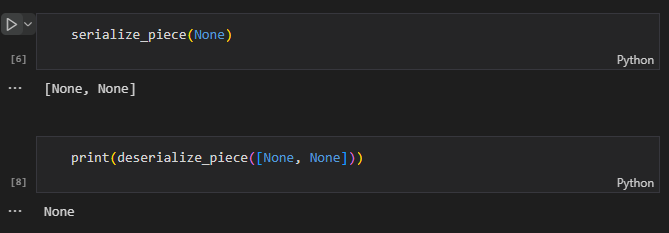 serialize_piece(None)
[6]
Python
[None, None]
print(deserialize_piece([None, None]))
[8]
Python
None